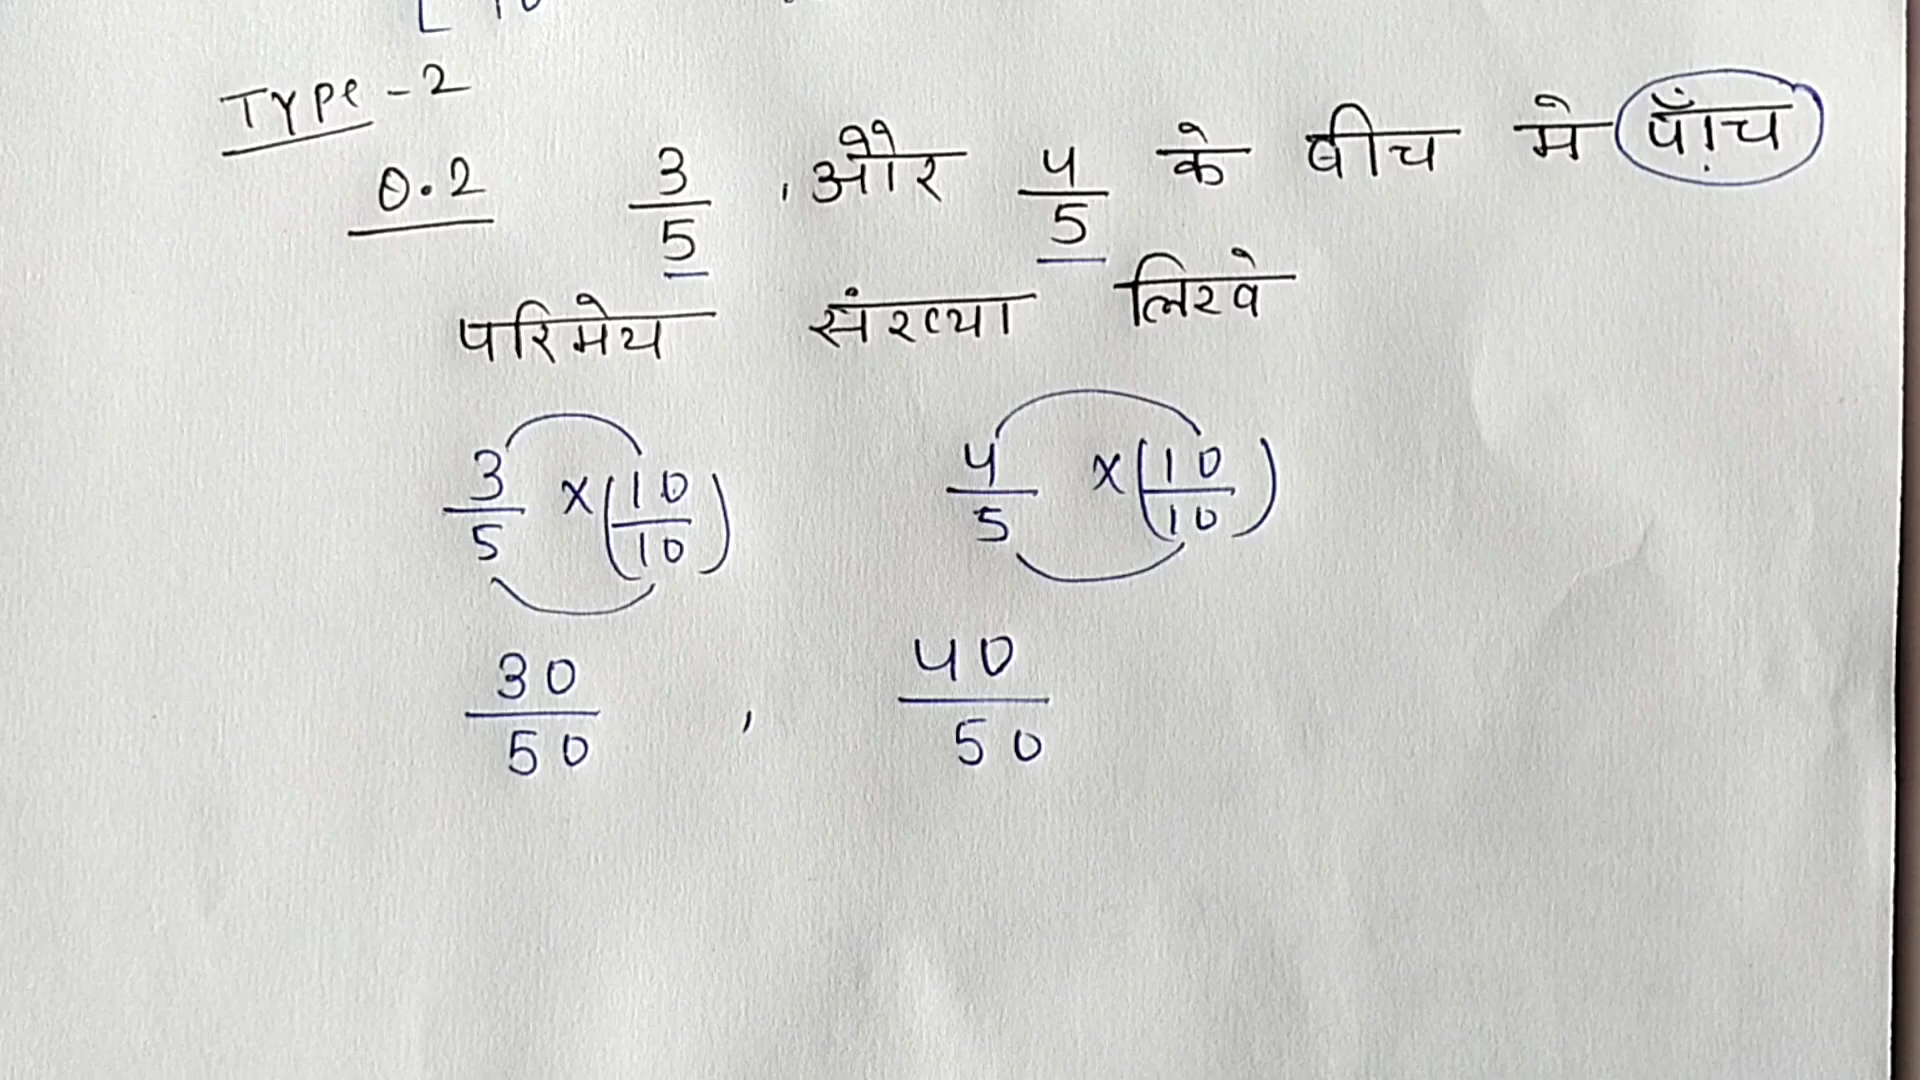 Type - 2
Q.2 3/5, और 4/5 के बीच मे पाँच
परिमेय संख्या लिखे
3/5 × (10/10) 4/5 × (10/10)
30/50 , 40/50